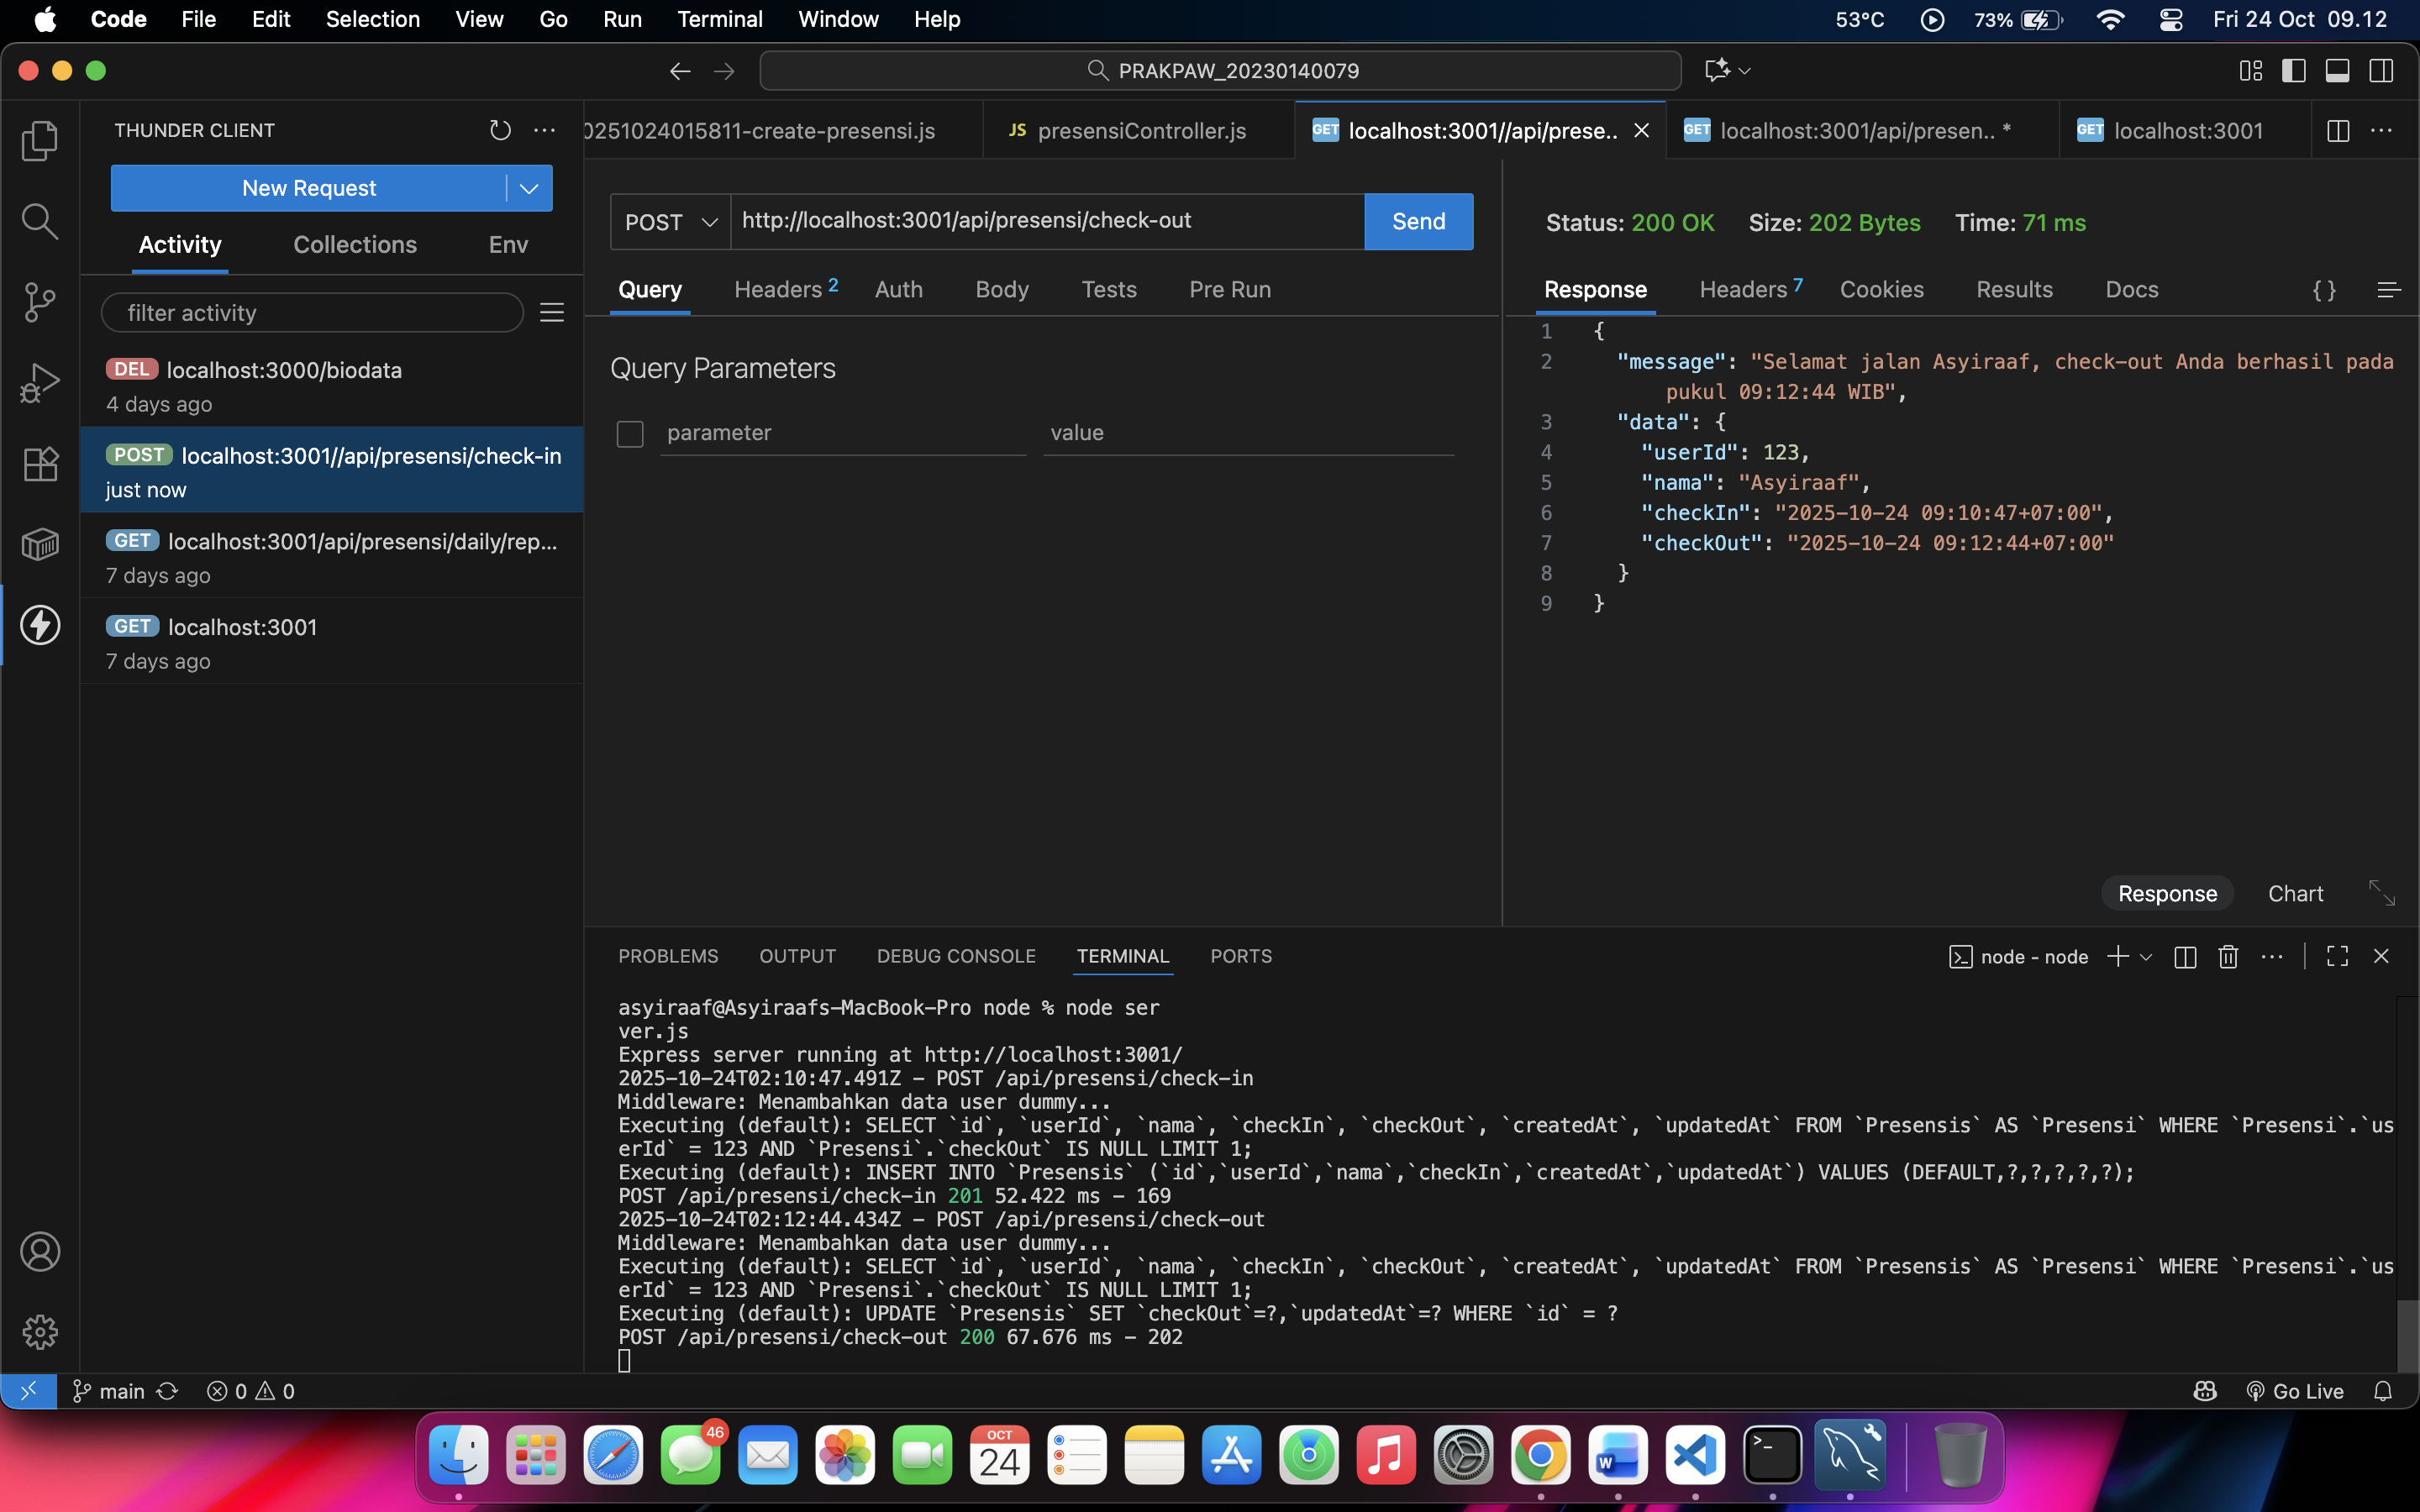 Code File Edit Selection View Go Run Terminal Window Help 53°C 73% Fri 24 Oct 09.12
PRAKPAW_20230140079
THUNDER CLIENT
0251024015811-create-presensi.js
JS presensiController.js
GET localhost:3001//api/prese..
GET localhost:3001/api/presen.. *
GET localhost:3001
New Request
Activity Collections Env
filter activity
DEL localhost:3000/biodata
4 days ago
POST localhost:3001//api/presensi/check-in
just now
GET localhost:3001/api/presensi/daily/rep...
7 days ago
GET localhost:3001
7 days ago
POST http://localhost:3001/api/presensi/check-out Send
Query Headers 2 Auth Body Tests Pre Run
Query Parameters
parameter value
Status: 200 OK Size: 202 Bytes Time: 71 ms
Response Headers 7 Cookies Results Docs { }
1 {
2 "message": "Selamat jalan Asyiraaf, check-out Anda berhasil pada
pukul 09:12:44 WIB",
3 "data": {
4 "userId": 123,
5 "nama": "Asyiraaf",
6 "checkIn": "2025-10-24 09:10:47+07:00",
7 "checkOut": "2025-10-24 09:12:44+07:00"
8 }
9 }
Response Chart
PROBLEMS OUTPUT DEBUG CONSOLE TERMINAL PORTS
node - node
asyiraaf@Asyiraafs-MacBook-Pro node % node ser
ver.js
Express server running at http://localhost:3001/
2025-10-24T02:10:47.491Z - POST /api/presensi/check-in
Middleware: Menambahkan data user dummy...
Executing (default): SELECT `id`, `userId`, `nama`, `checkIn`, `checkOut`, `createdAt`, `updatedAt` FROM `Presensis` AS `Presensi` WHERE `Presensi`.`us
erId` = 123 AND `Presensi`.`checkOut` IS NULL LIMIT 1;
Executing (default): INSERT INTO `Presensis` (`id`,`userId`,`nama`,`checkIn`,`createdAt`,`updatedAt`) VALUES (DEFAULT,?,?,?,?,?);
POST /api/presensi/check-in 201 52.422 ms - 169
2025-10-24T02:12:44.434Z - POST /api/presensi/check-out
Middleware: Menambahkan data user dummy...
Executing (default): SELECT `id`, `userId`, `nama`, `checkIn`, `checkOut`, `createdAt`, `updatedAt` FROM `Presensis` AS `Presensi` WHERE `Presensi`.`us
erId` = 123 AND `Presensi`.`checkOut` IS NULL LIMIT 1;
Executing (default): UPDATE `Presensis` SET `checkOut`=?,`updatedAt`=? WHERE `id` = ?
POST /api/presensi/check-out 200 67.676 ms - 202
main 0 0 Go Live
46
OCT
24
W